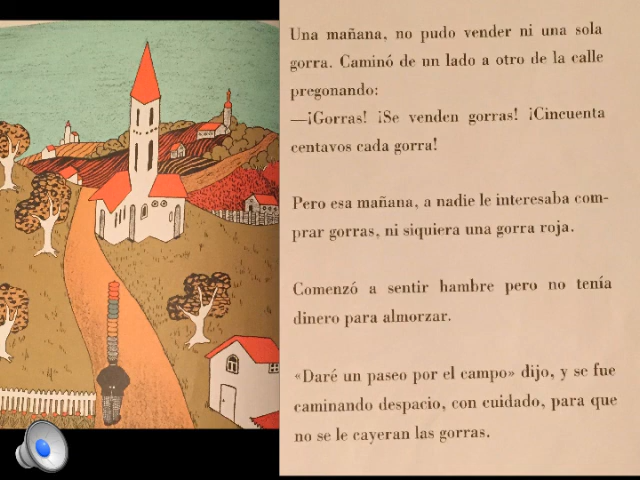 Una mañana, no pudo vender ni una sola
gorra. Caminó de un lado a otro de la calle
pregonando:
—¡Gorras! ¡Se venden gorras! ¡Cincuenta
centavos cada gorra!
Pero esa mañana, a nadie le interesaba com-
prar gorras, ni siquiera una gorra roja.
Comenzó a sentir hambre pero no tenía
dinero para almorzar.
«Daré un paseo por el campo» dijo, y se fue
caminando despacio, con cuidado, para que
no se le cayeran las gorras.